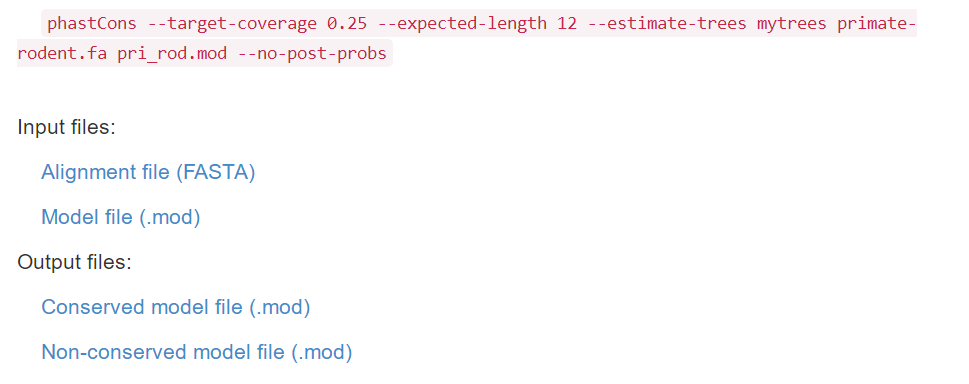 phastCons --target-coverage 0.25 --expected-length 12 --estimate-trees mytrees primate-
rodent.fa pri_rod.mod --no-post-probs
Input files:
Alignment file (FASTA)
Model file (.mod)
Output files:
Conserved model file (.mod)
Non-conserved model file (.mod)